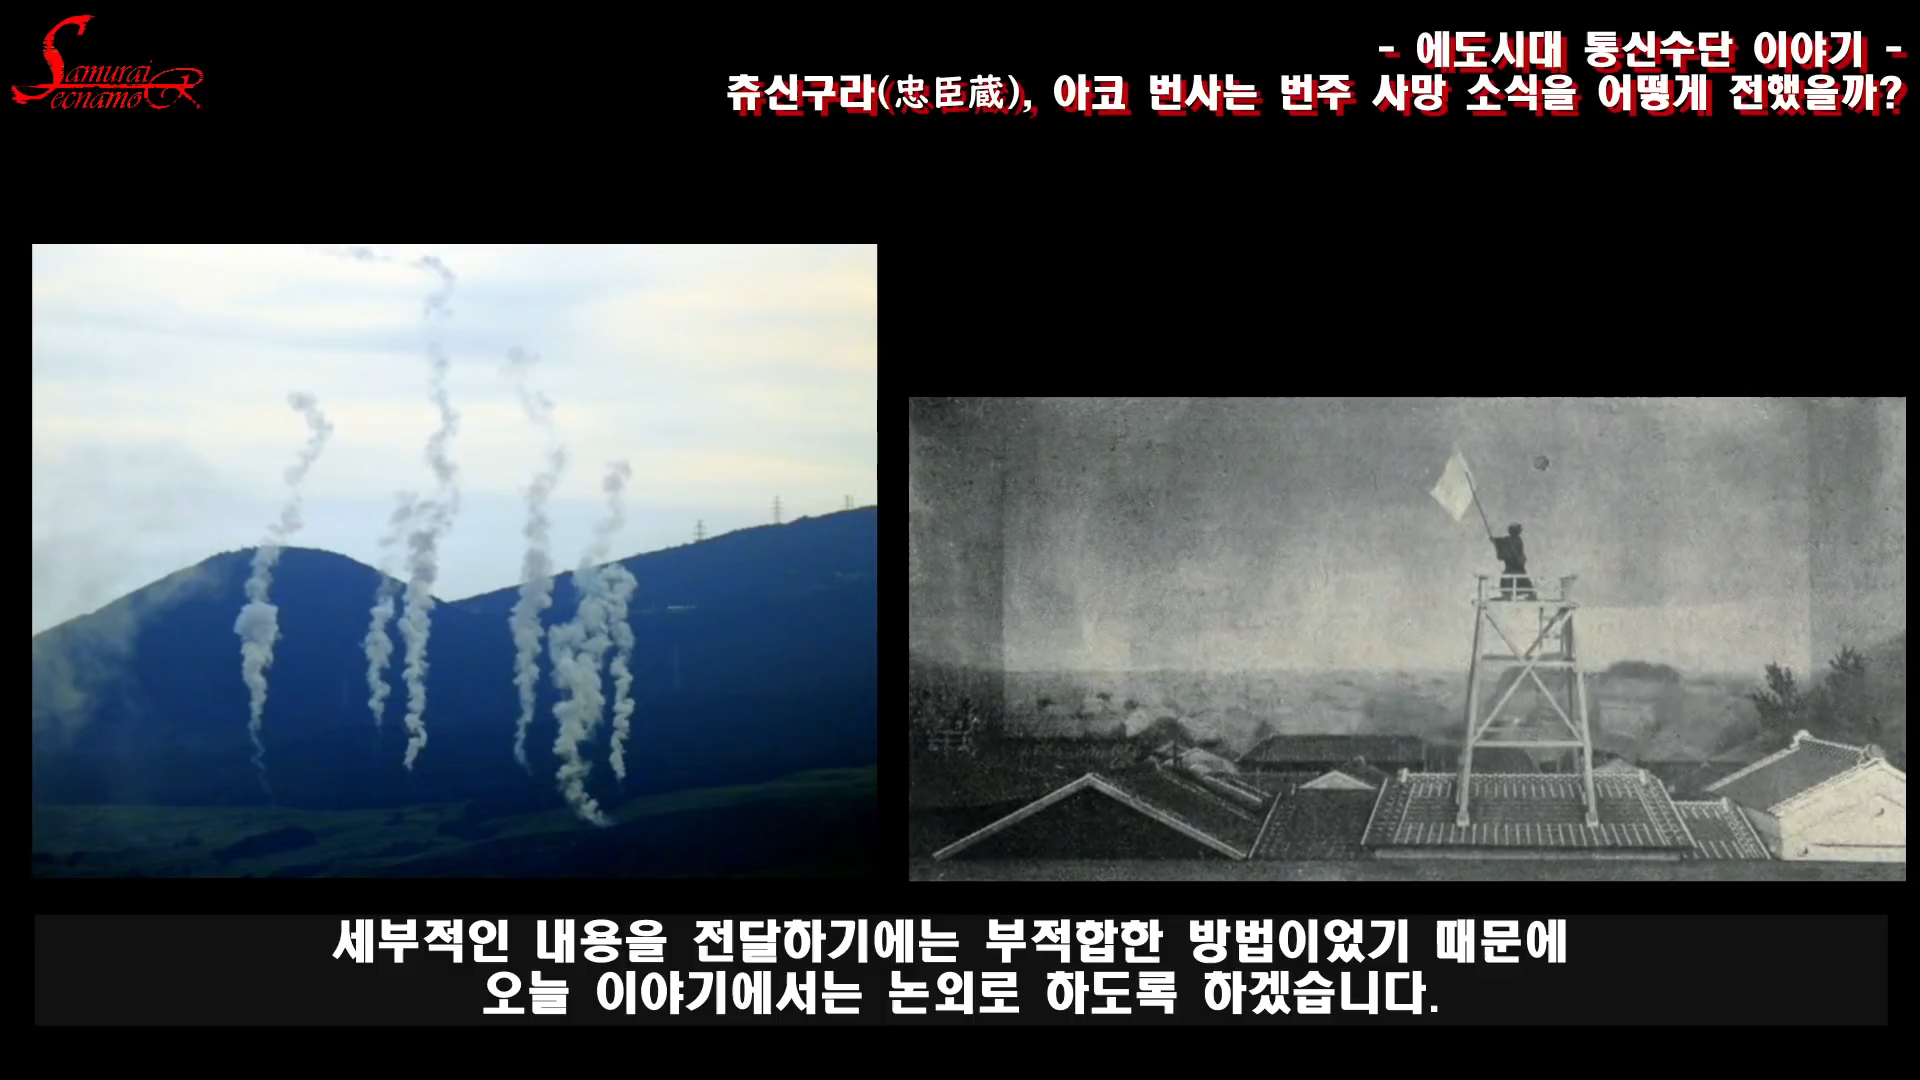 Samurai
Romance
- 에도시대 통신수단 이야기 -
츄신구라(忠臣蔵), 아코 번사는 번주 사망 소식을 어떻게 전했을까?
세부적인 내용을 전달하기에는 부적합한 방법이었기 때문에
오늘 이야기에서는 논외로 하도록 하겠습니다.